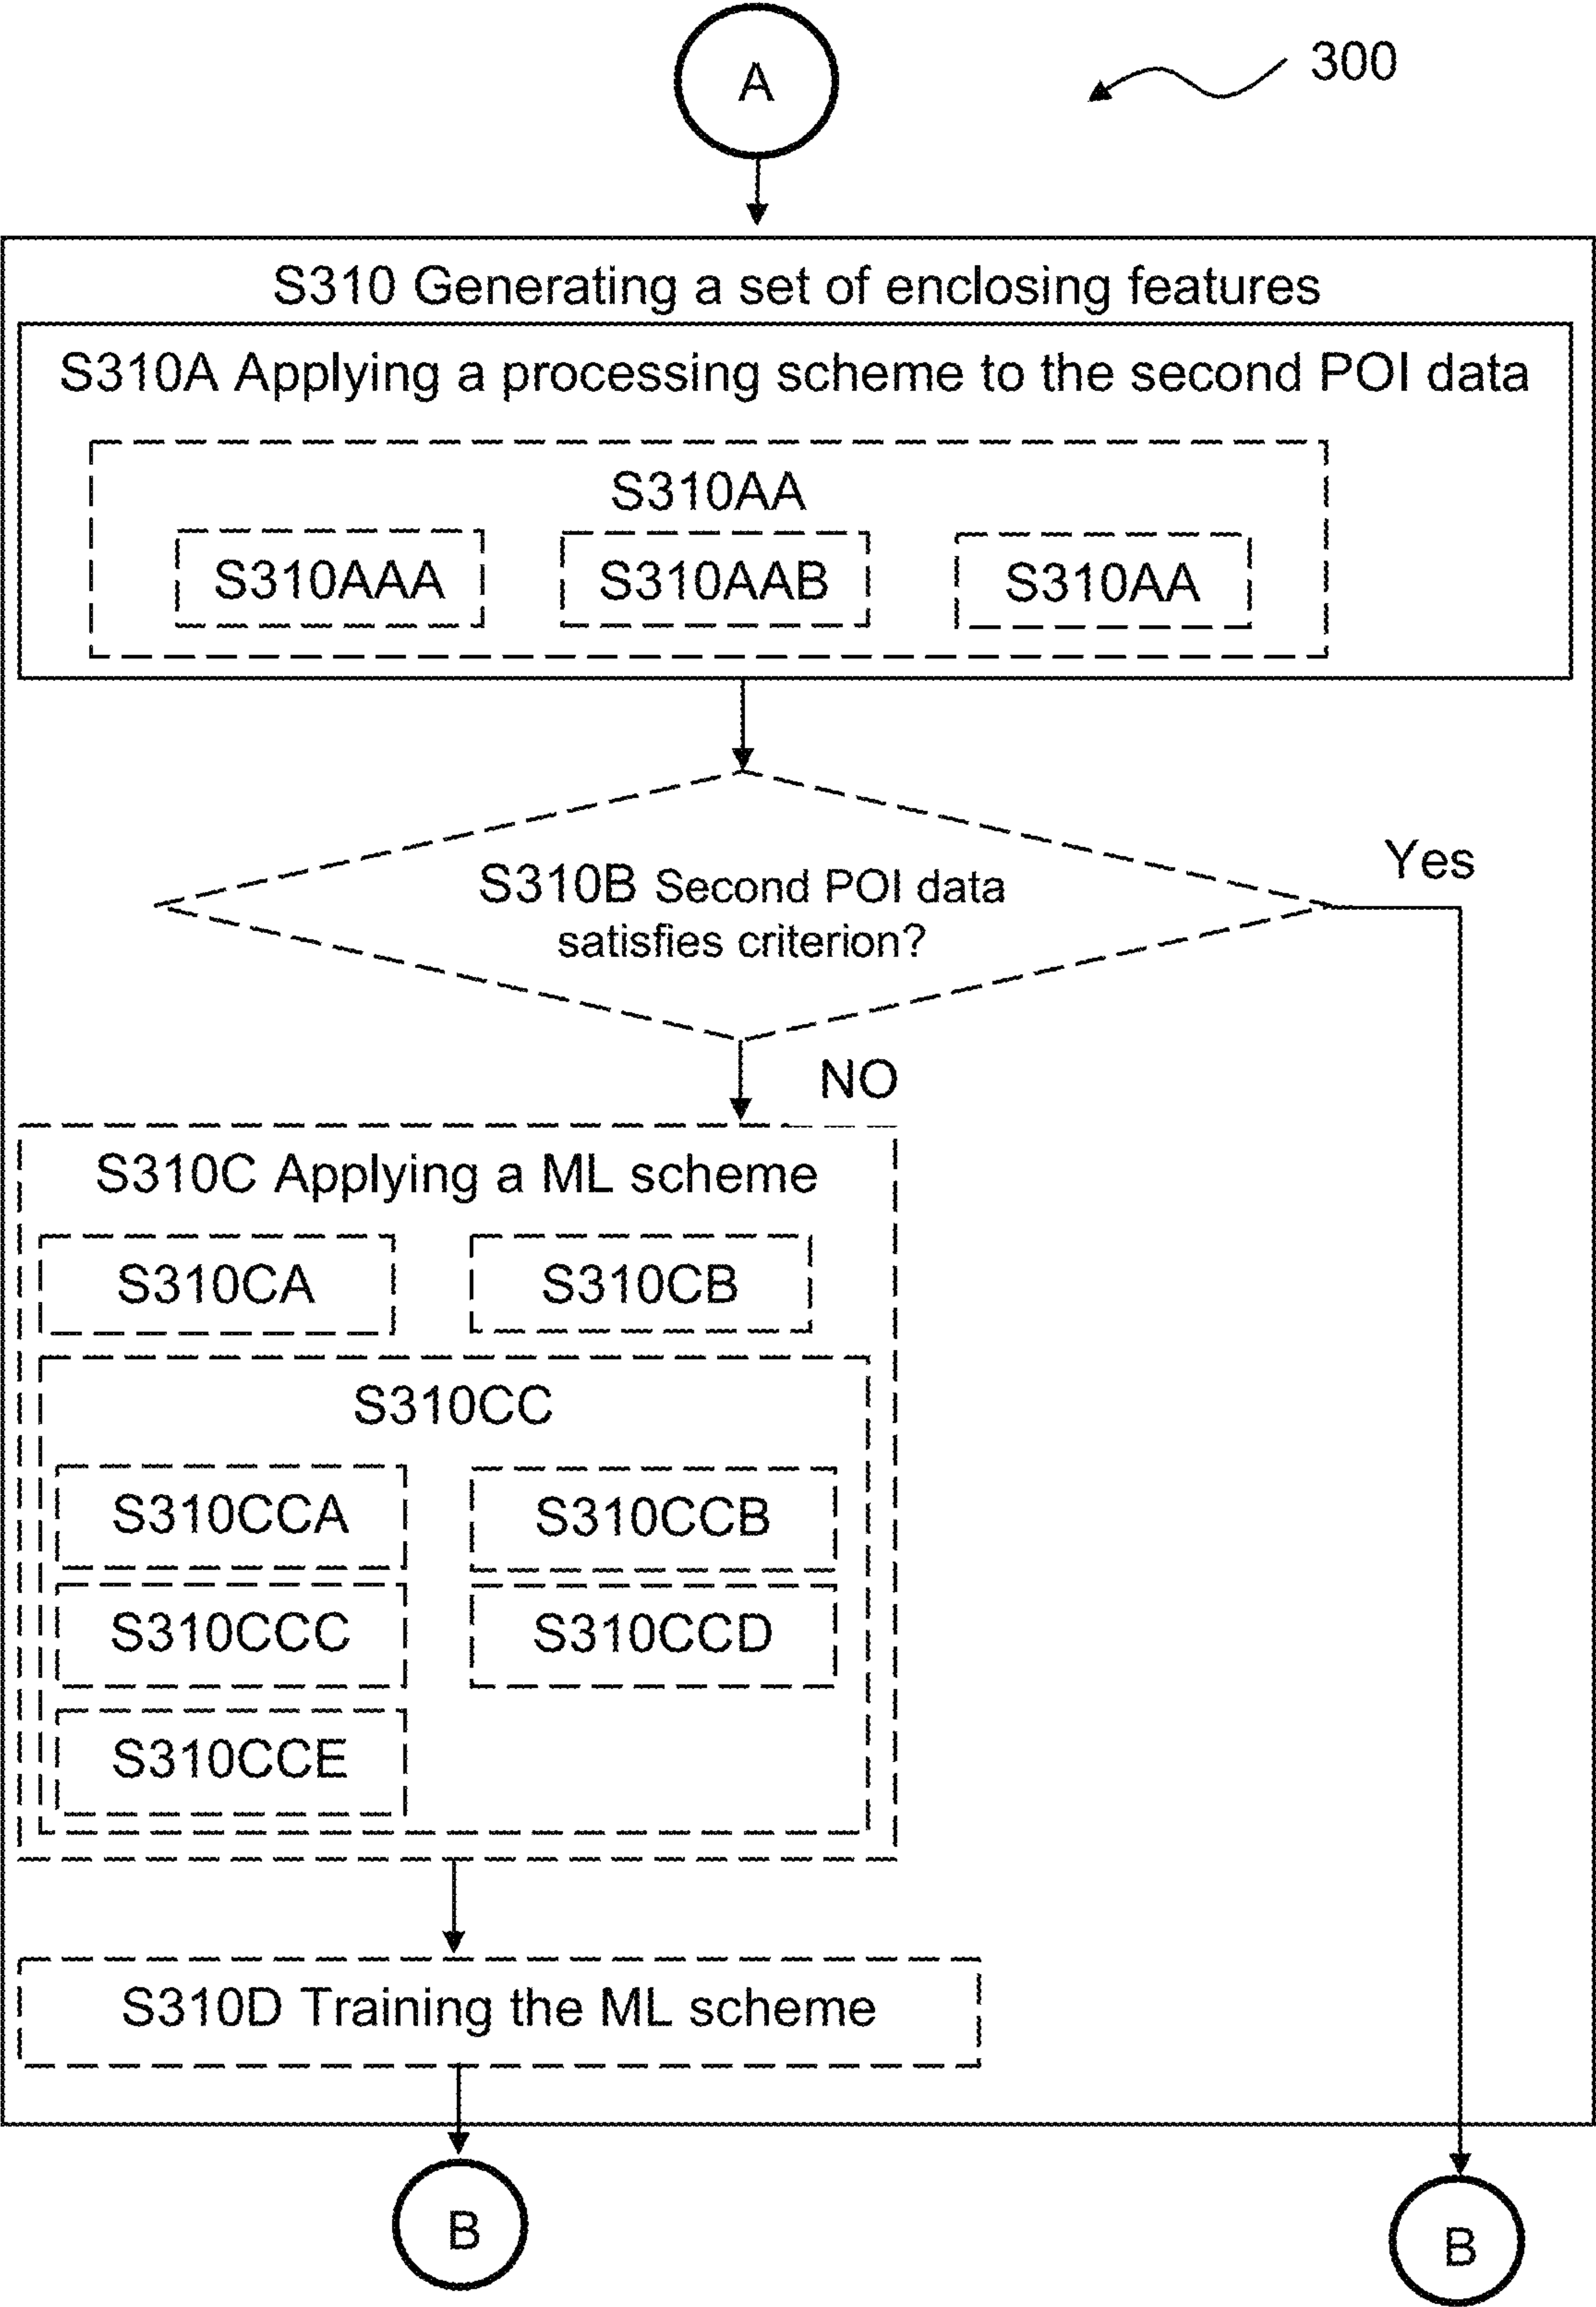 A
300
S310 Generating a set of enclosing features
S310A Applying a processing scheme to the second POI data
S310AA
S310AAA
S310AAB
S310AA
S310B Second POI data
satisfies criterion?
Yes
NO
S310C Applying a ML scheme
S310CA
S310CB
S310CC
S310CCA
S310CCB
S310CCC
S310CCD
S310CCE
S310D Training the ML scheme
B
B